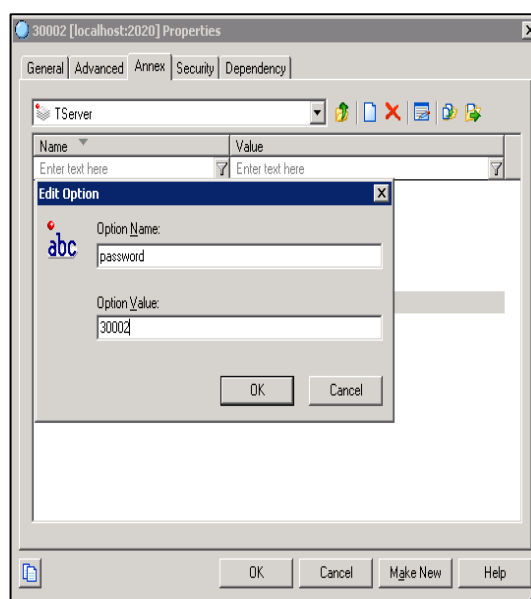 30002 [localhost:2020] Properties
General Advanced Annex Security Dependency
TServer
Name Value
Enter text here Enter text here
Edit Option
abc
Option Name:
password
Option Value:
30002
OK Cancel
OK Cancel Make New Help